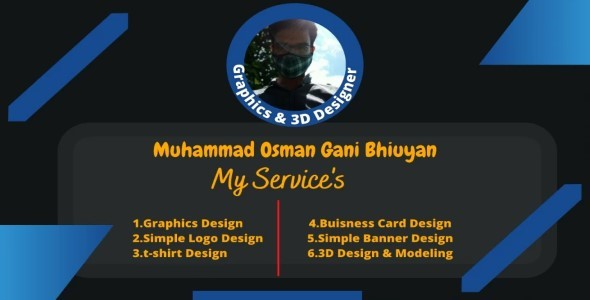 Graphics & 3D Designer
Muhammad Osman Gani Bhiuyan
My Service's
1.Graphics Design
2.Simple Logo Design
3.t-shirt Design
4.Buisness Card Design
5.Simple Banner Design
6.3D Design & Modeling